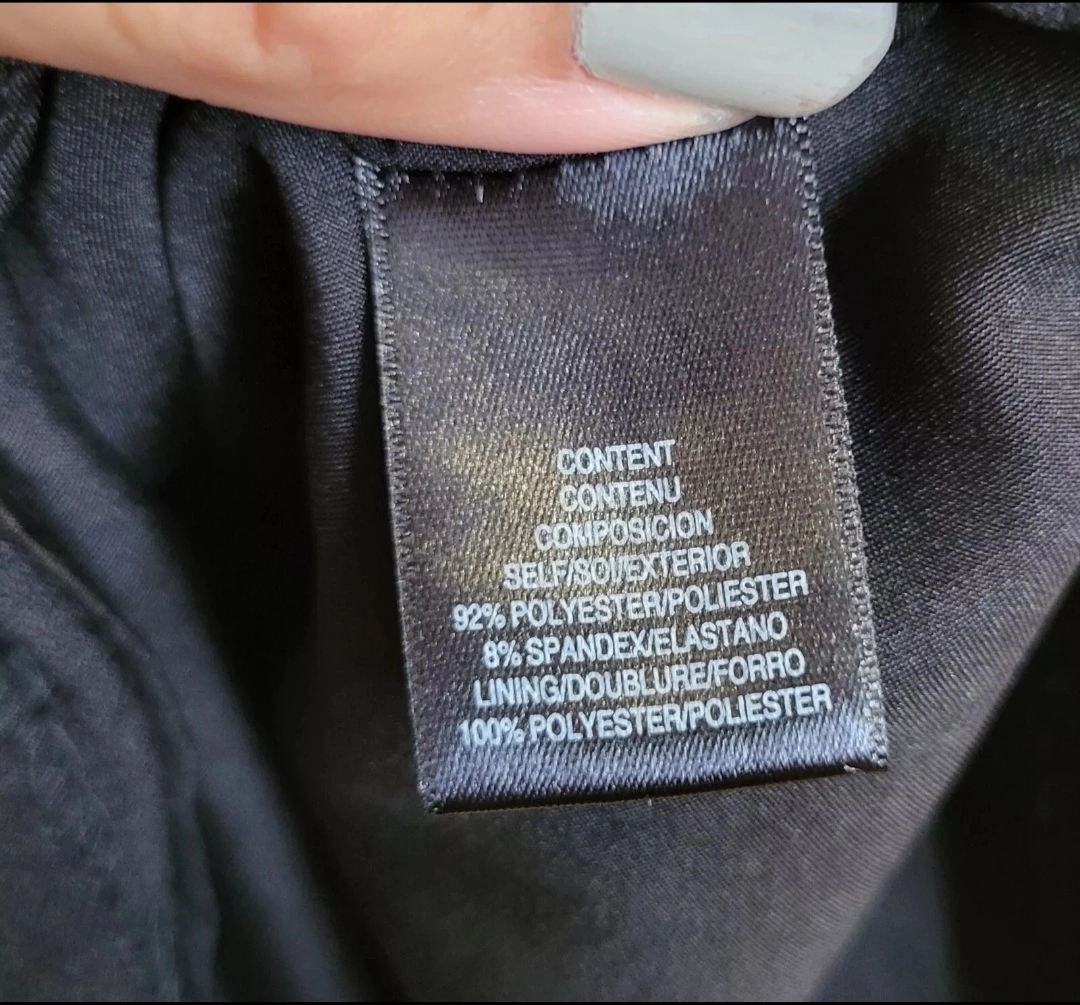 CONTENT
CONTENU
COMPOSICION
SELF/SOI/EXTERIOR
92% POLYESTER/POLIESTER
8% SPANDEX/ELASTANO
LINING/DOUBLURE/FORRO
100% POLYESTER/POLIESTER